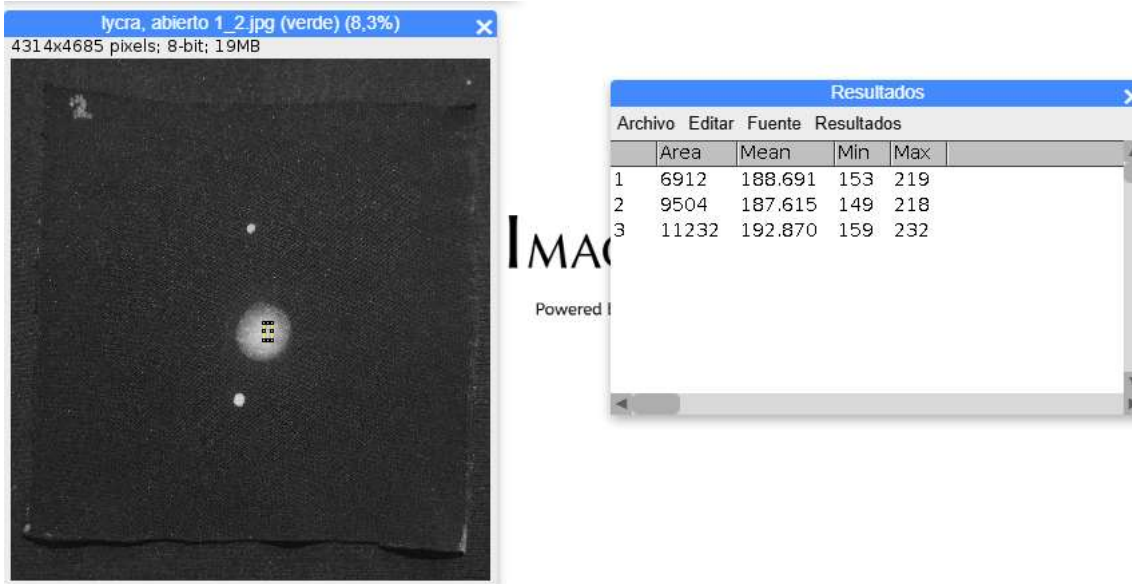 lycra, abierto 1_2.jpg (verde) (8,3%)
4314x4685 pixels; 8-bit; 19MB
2
Resultados
Archivo Editar Fuente Resultados
Area Mean Min Max
1 6912 188.691 153 219
2 9504 187.615 149 218
3 11232 192.870 159 232
IMA
Powered